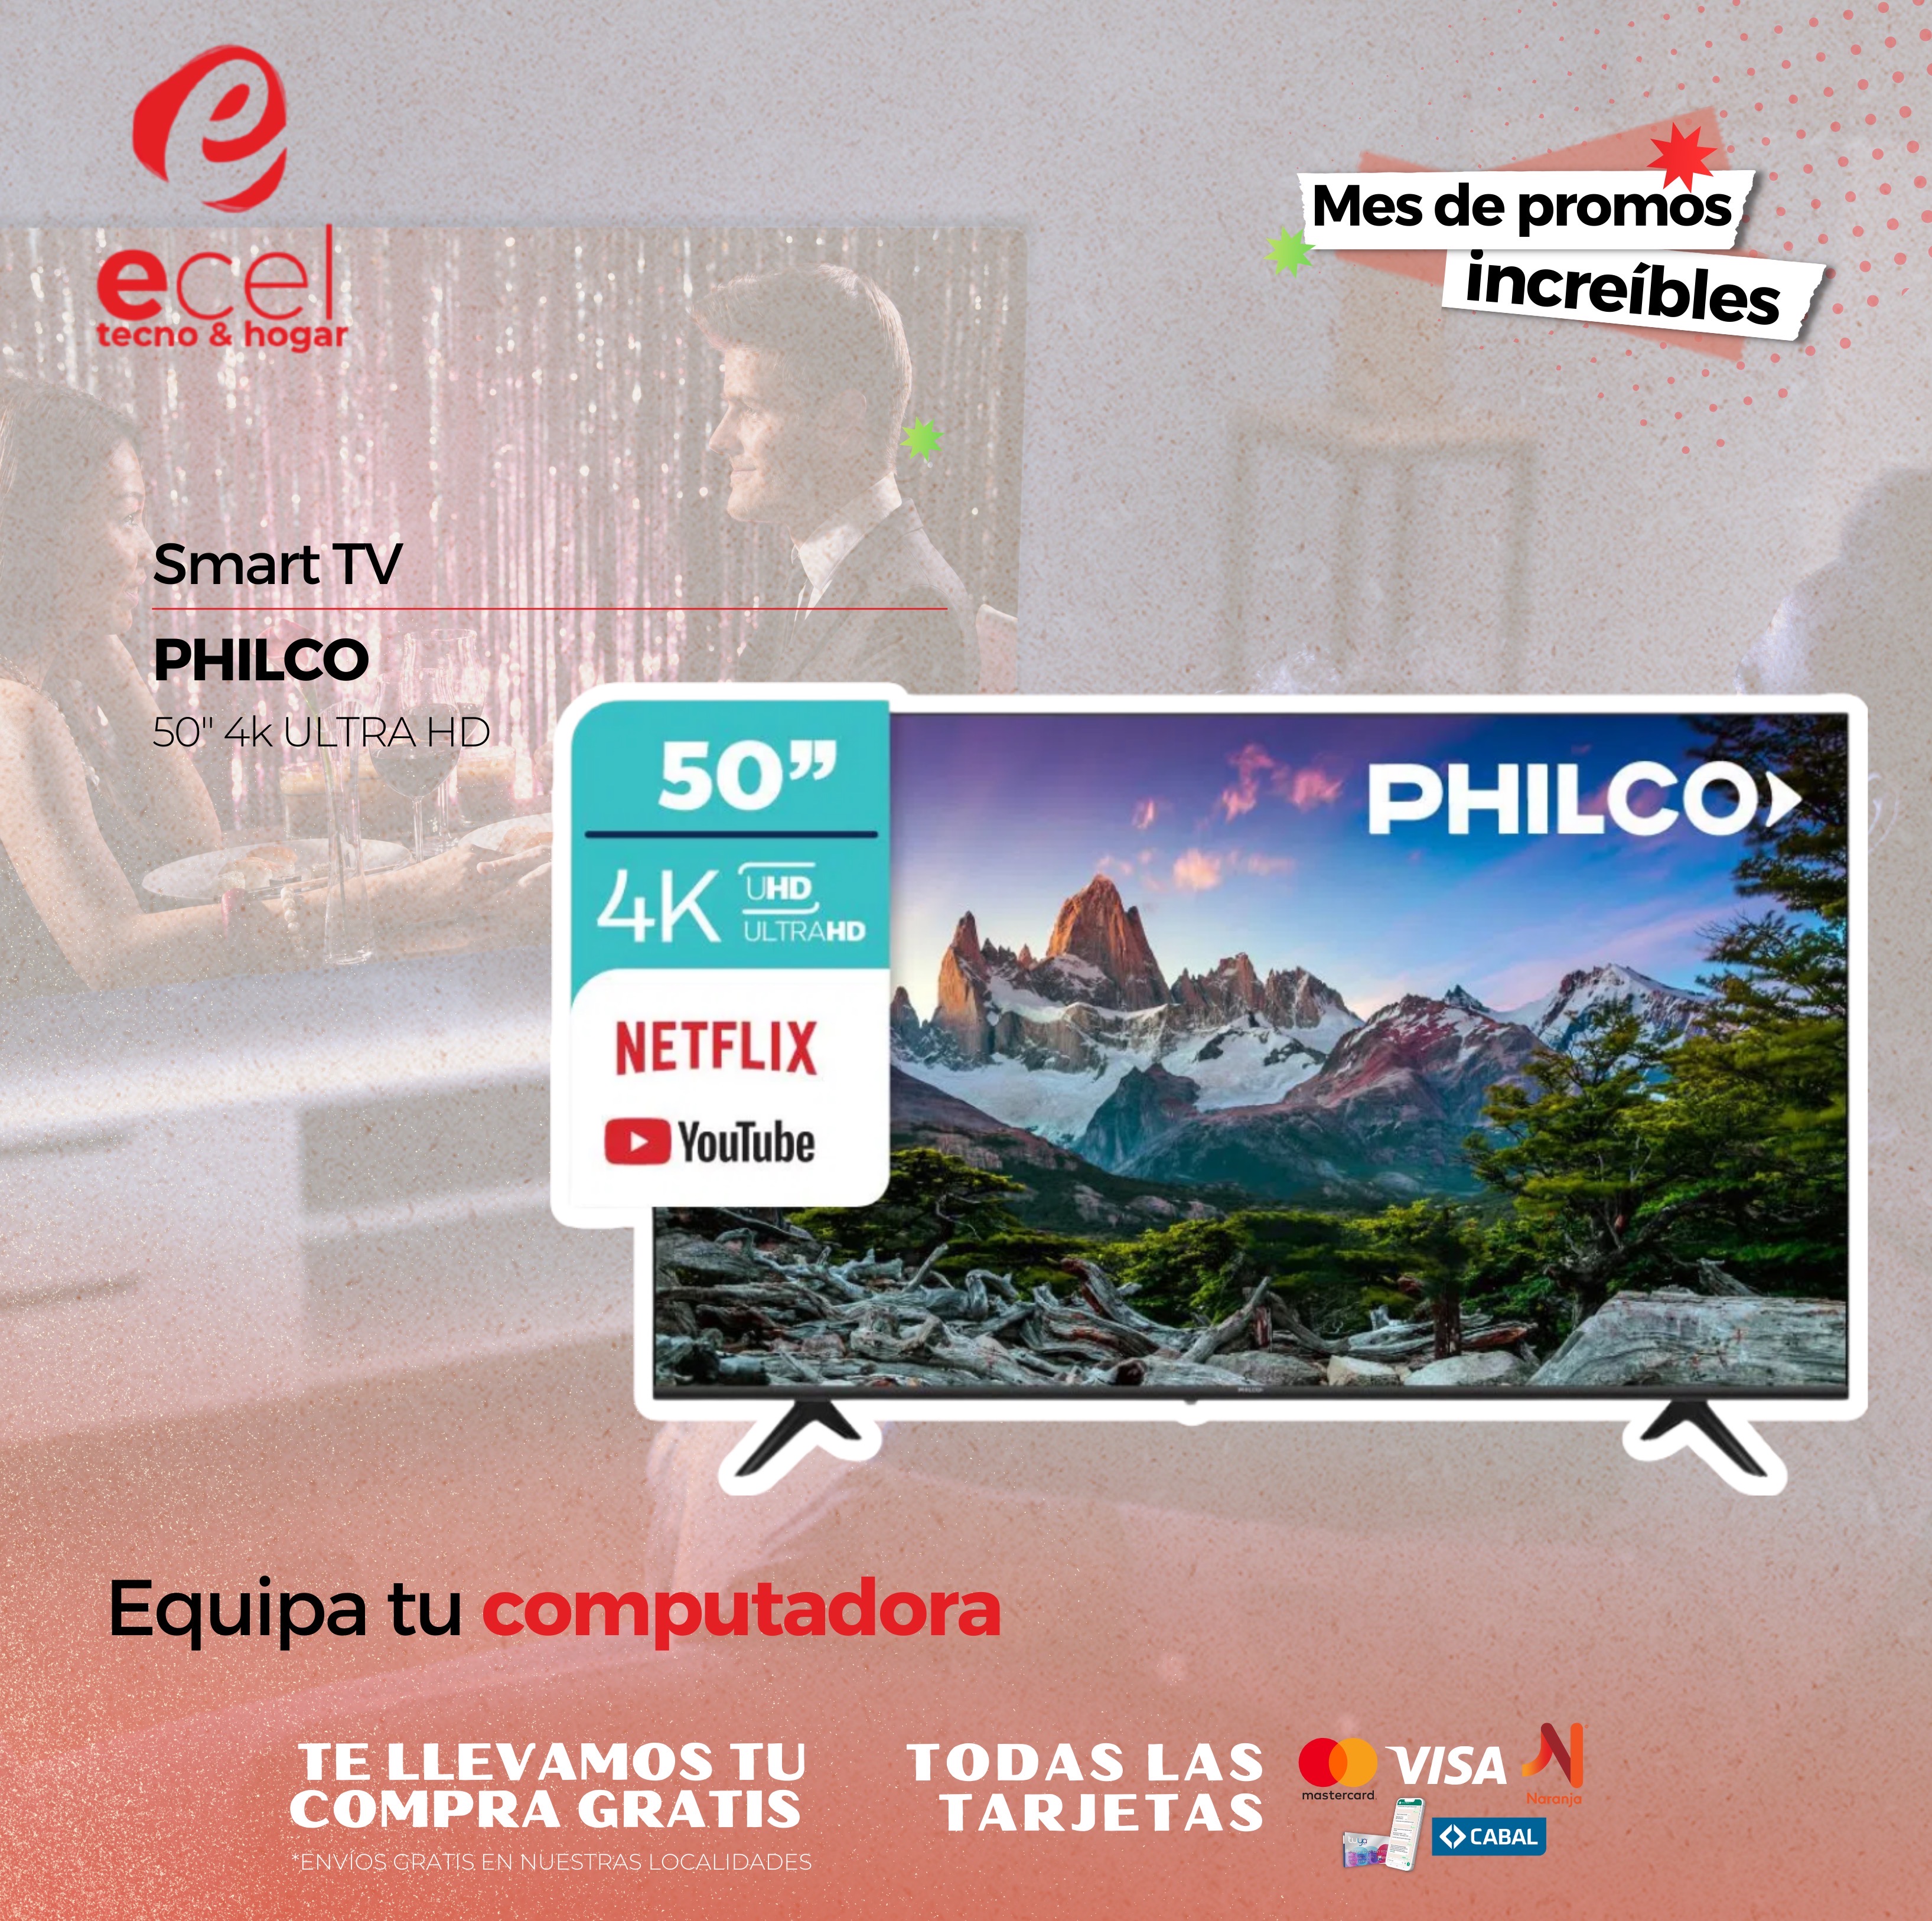 ecel
tecno & hogar
Mes de promos
increíbles
Smart TV
PHILCO
50" 4k ULTRA HD
50”
4K UHD
ULTRAHD
NETFLIX
YouTube
PHILCO
Equipa tu computadora
TE LLEVAMOS TU
COMPRA GRATIS
*ENVÍOS GRATIS EN NUESTRAS LOCALIDADES
TODAS LAS
TARJETAS
mastercard
VISA
Naranja
tuya
CABAL